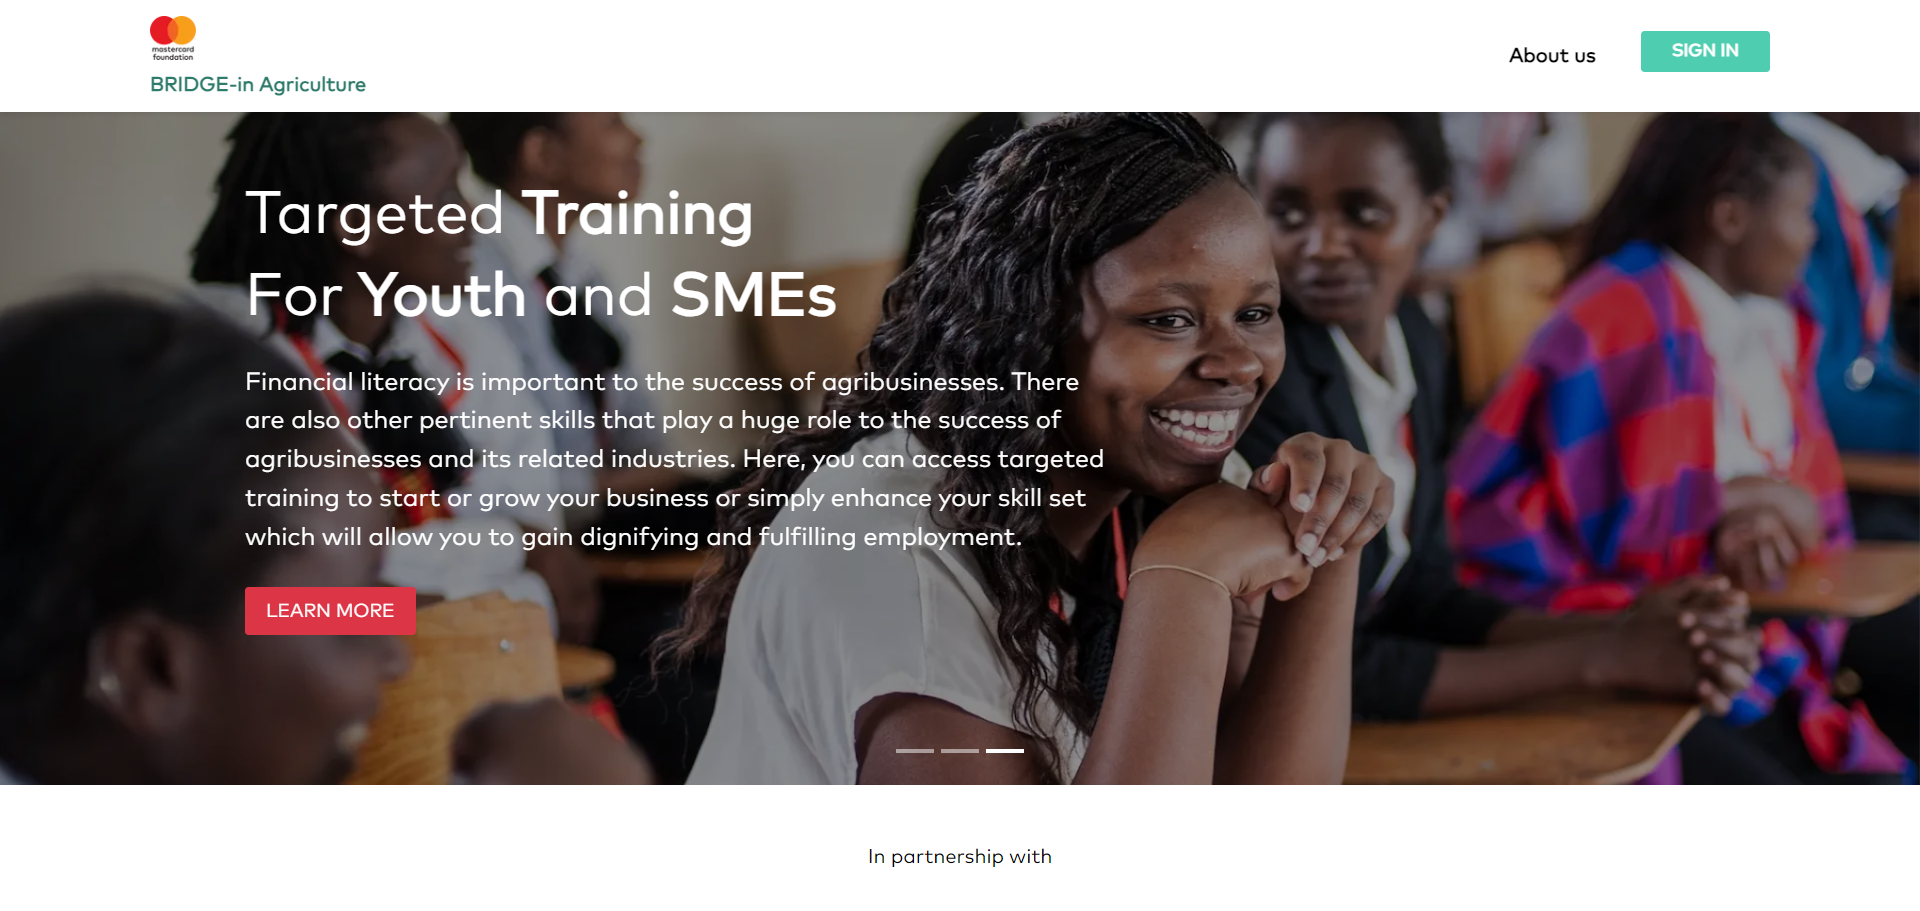 mastercard
foundation
BRIDGE-in Agriculture
About us
SIGN IN
Targeted Training
For Youth and SMEs
Financial literacy is important to the success of agribusinesses. There
are also other pertinent skills that play a huge role to the success of
agribusinesses and its related industries. Here, you can access targeted
training to start or grow your business or simply enhance your skill set
which will allow you to gain dignifying and fulfilling employment.
LEARN MORE
In partnership with